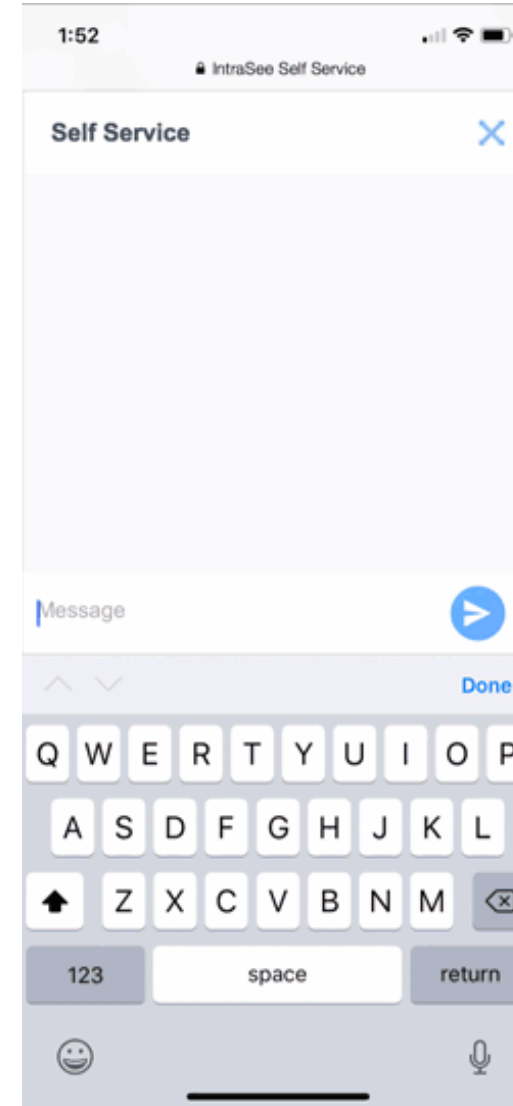 1:52
IntraSee Self Service
Self Service
Message
Done
Q W E R T Y U I O P
A S D F G H J K L
Z X C V B N M
123 space return